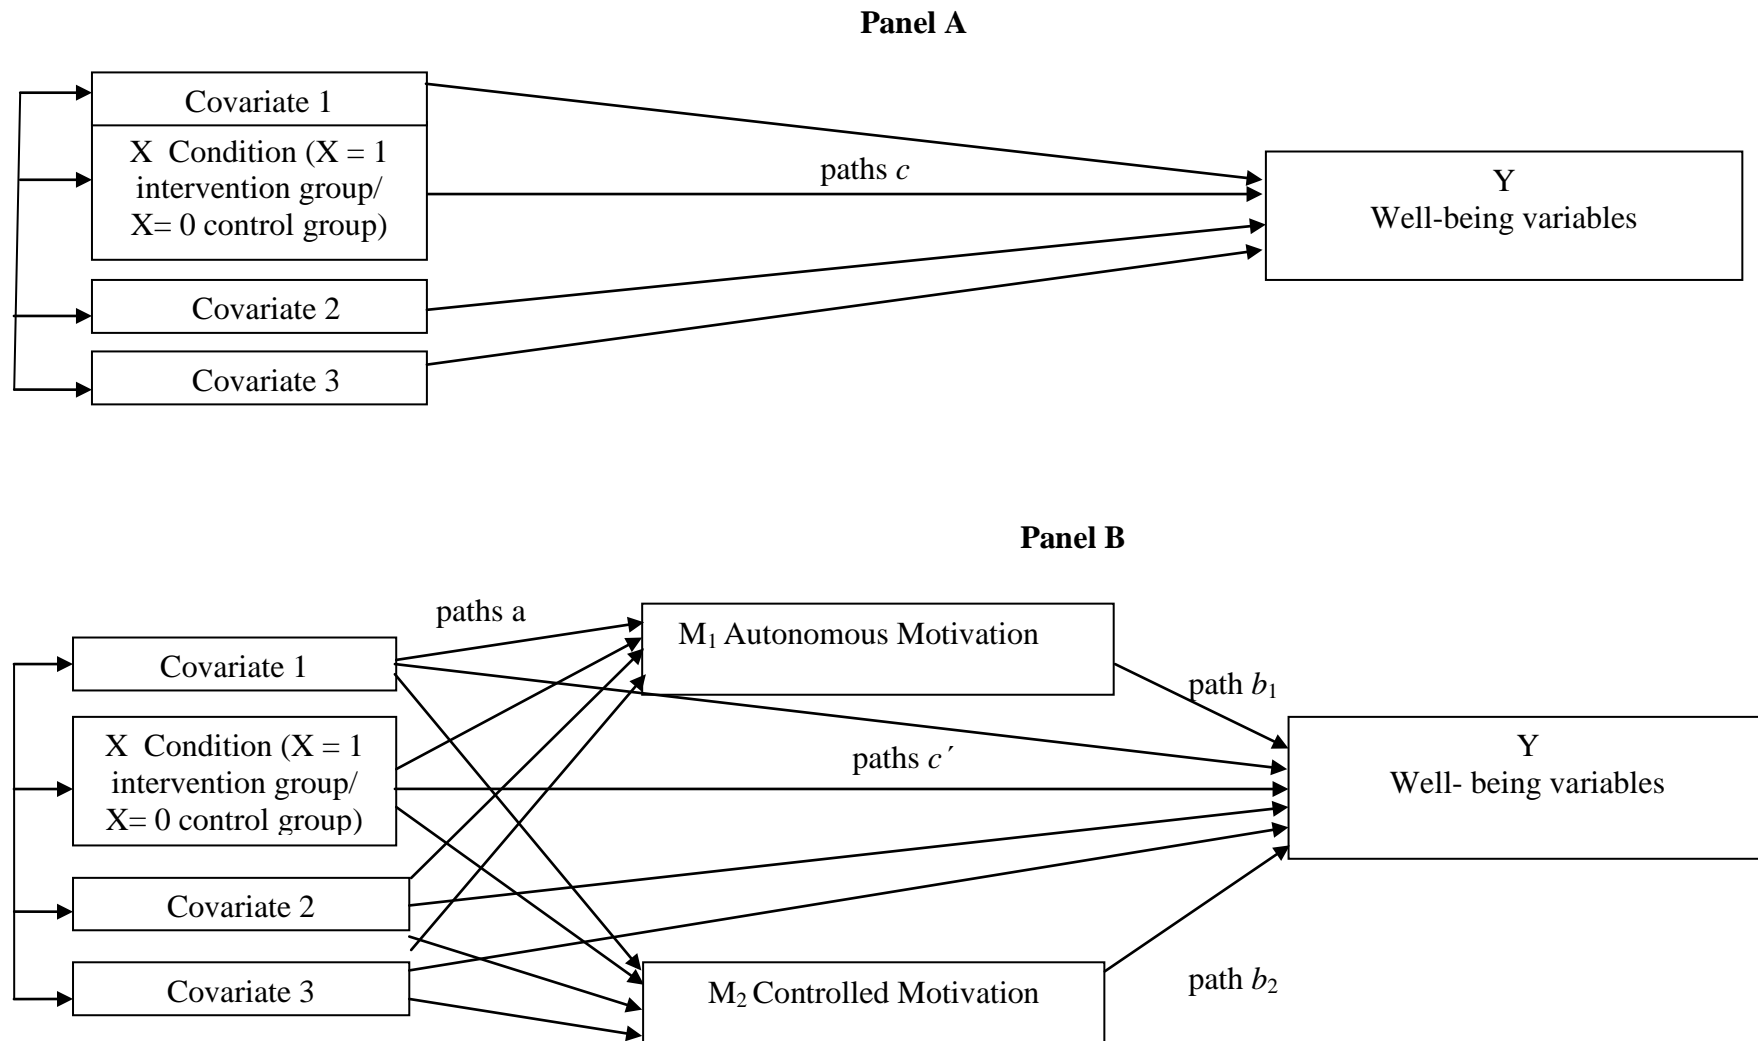 Panel A
Covariate 1
X Condition (X = 1
intervention group/
X= 0 control group)
Covariate 2
Covariate 3
paths c
Y
Well-being variables
Panel B
paths a
Covariate 1
X Condition (X = 1
intervention group/
X= 0 control group)
Covariate 2
Covariate 3
M₁ Autonomous Motivation
path b₁
paths c´
Y
Well- being variables
M₂ Controlled Motivation
path b₂